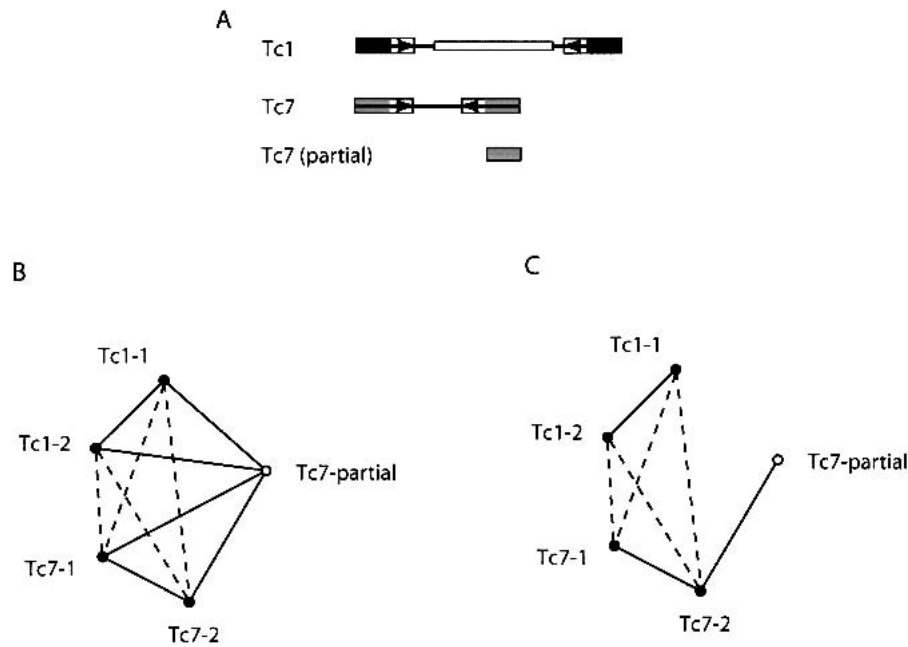 A
Tc1
Tc7
Tc7 (partial)
B
C
Tc1-1
Tc1-2
Tc7-partial
Tc7-1
Tc7-2
Tc1-1
Tc1-2
Tc7-partial
Tc7-1
Tc7-2